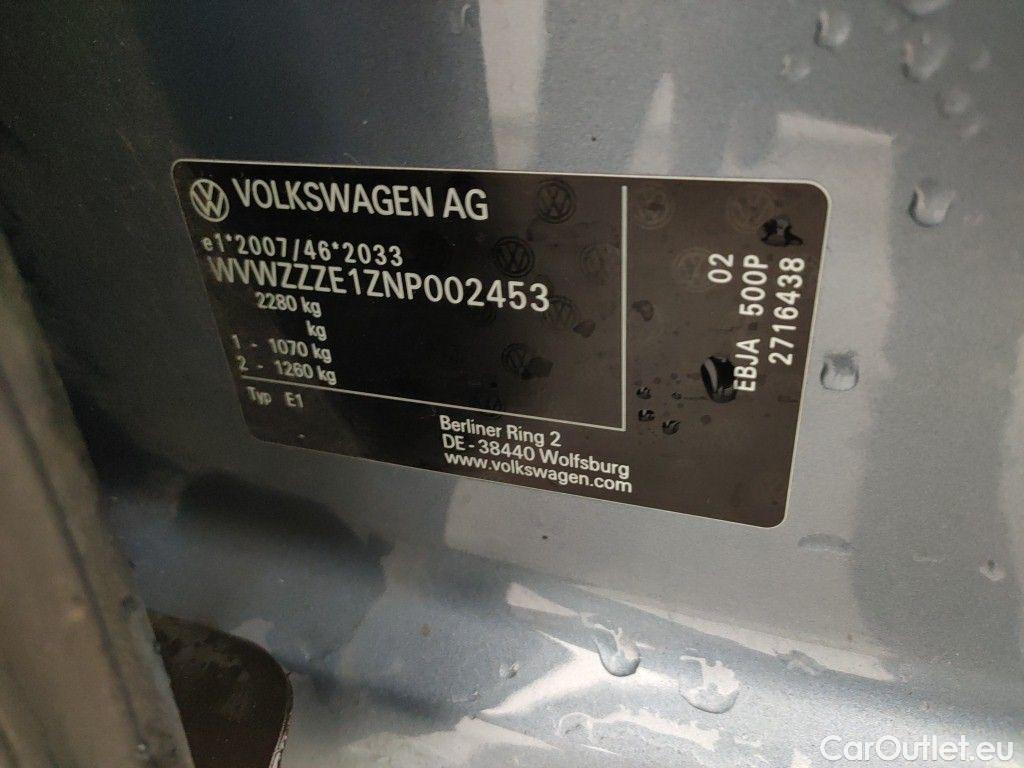 VOLKSWAGEN AG
e1*2007/46*2033
WVWZZZE1ZNP002453
2280 kg
kg
1 - 1070 kg
2 - 1260 kg
Typ E1
Berliner Ring 2
DE - 38440 Wolfsburg
www.volkswagen.com
02
EBJA 500P
2716438
CarOutlet.eu